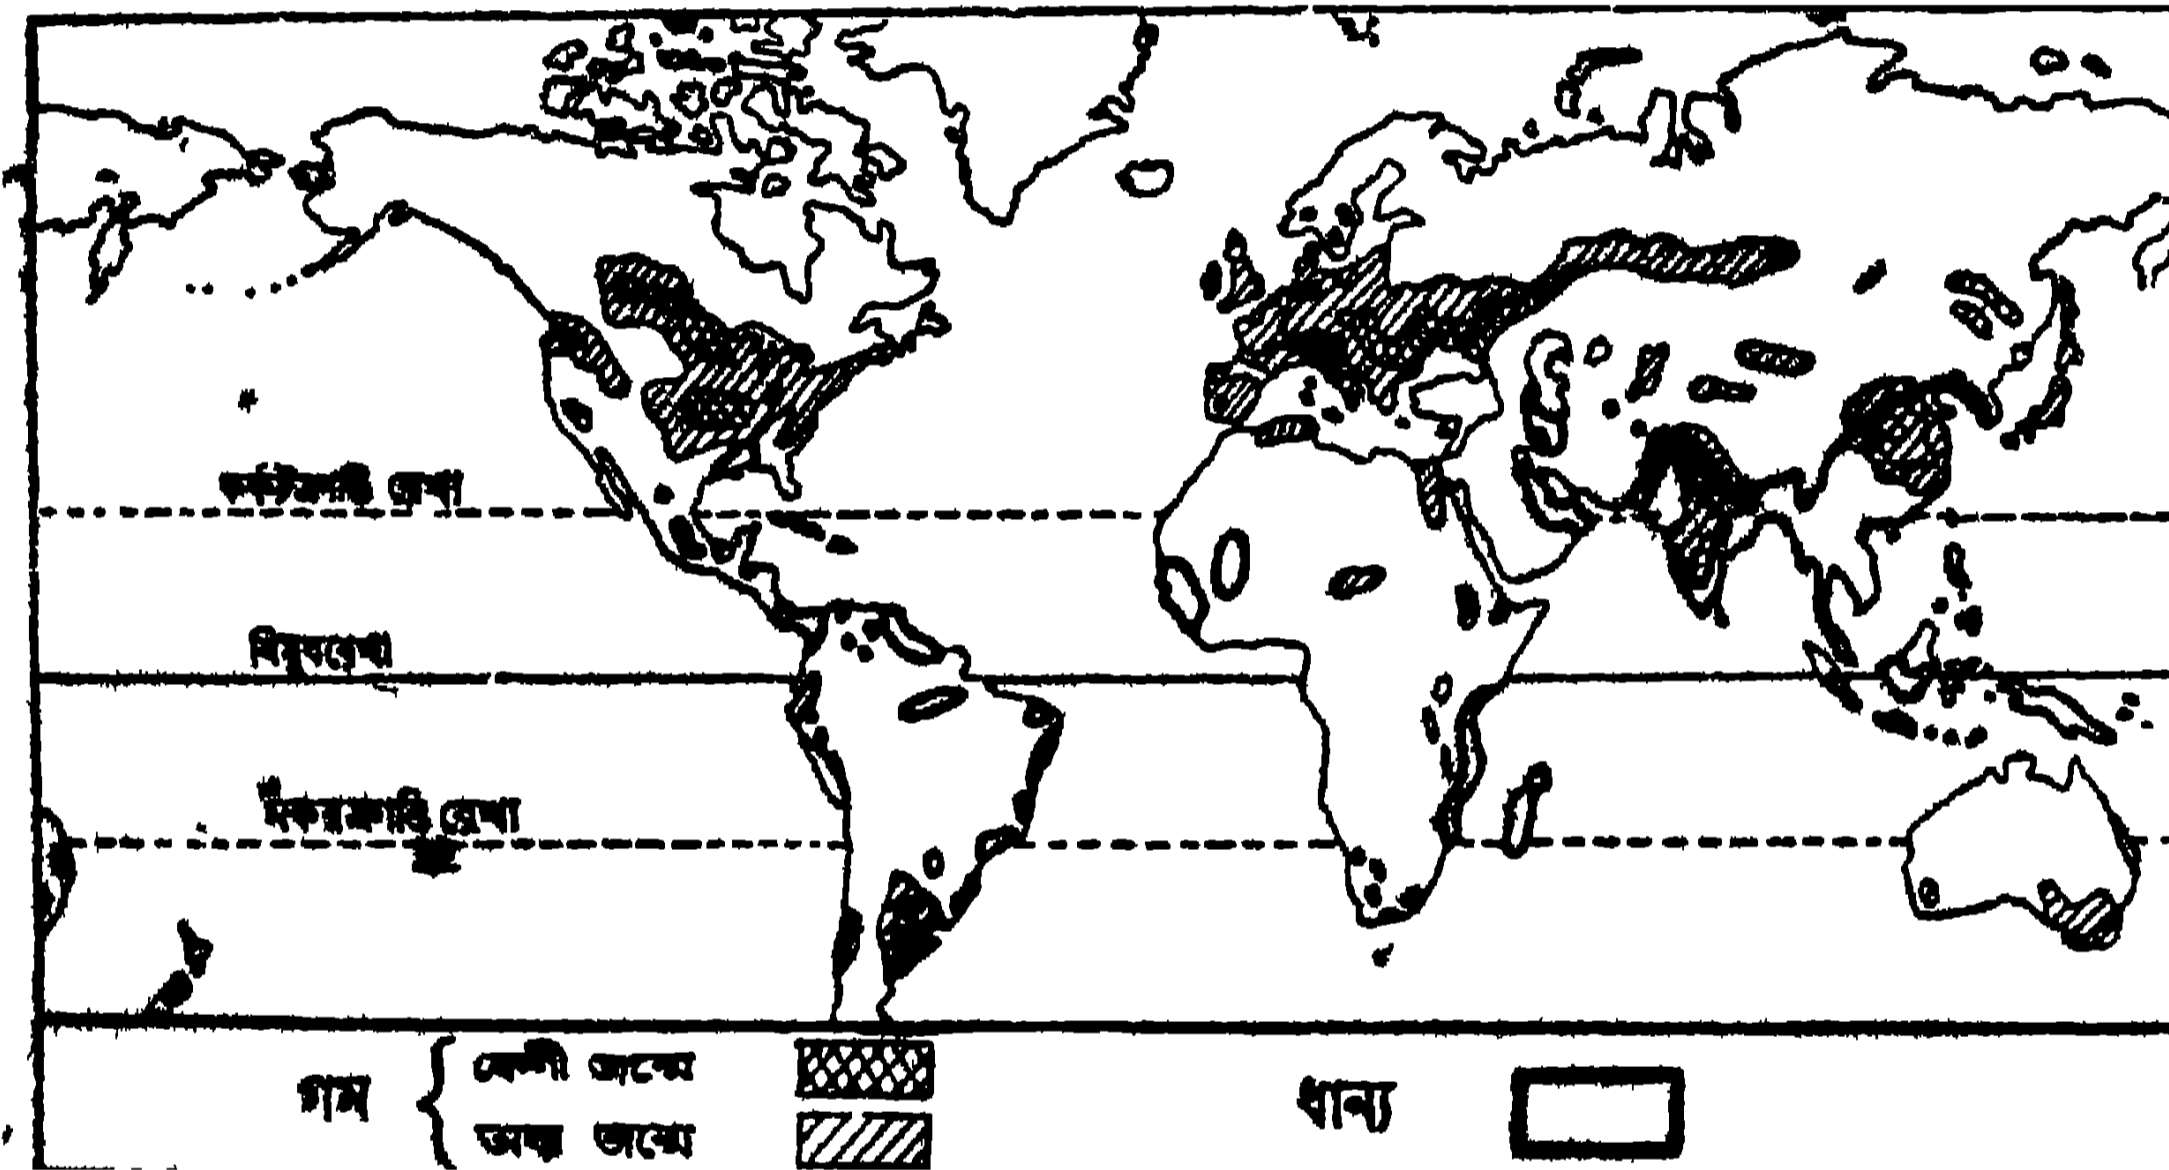 কর্কটক্রান্তি রেখা
বিষুবরেখা
মকরক্রান্তি রেখা
গম
বেশী জন্মে
অল্প জন্মে
ধান্য